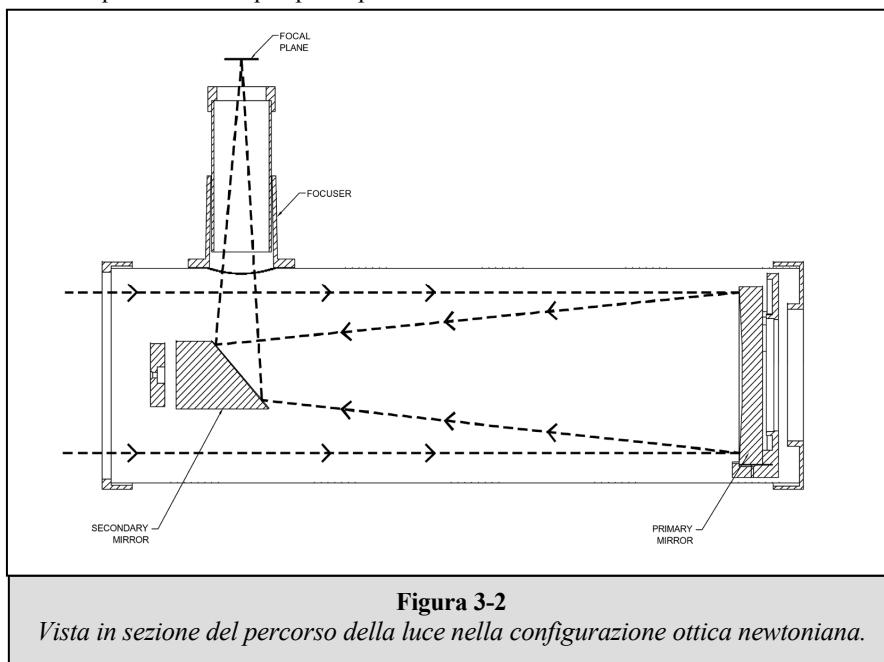 FOCAL
PLANE
FOCUSER
SECONDARY
MIRROR
PRIMARY
MIRROR
Figura 3-2
Vista in sezione del percorso della luce nella configurazione ottica newtoniana.